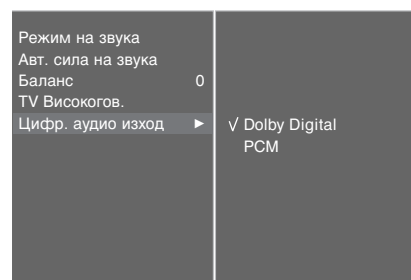 Режим на звука
Авт. сила на звука
Баланс 0
TV Високогов.
Цифр. аудио изход ►
√ Dolby Digital
PCM